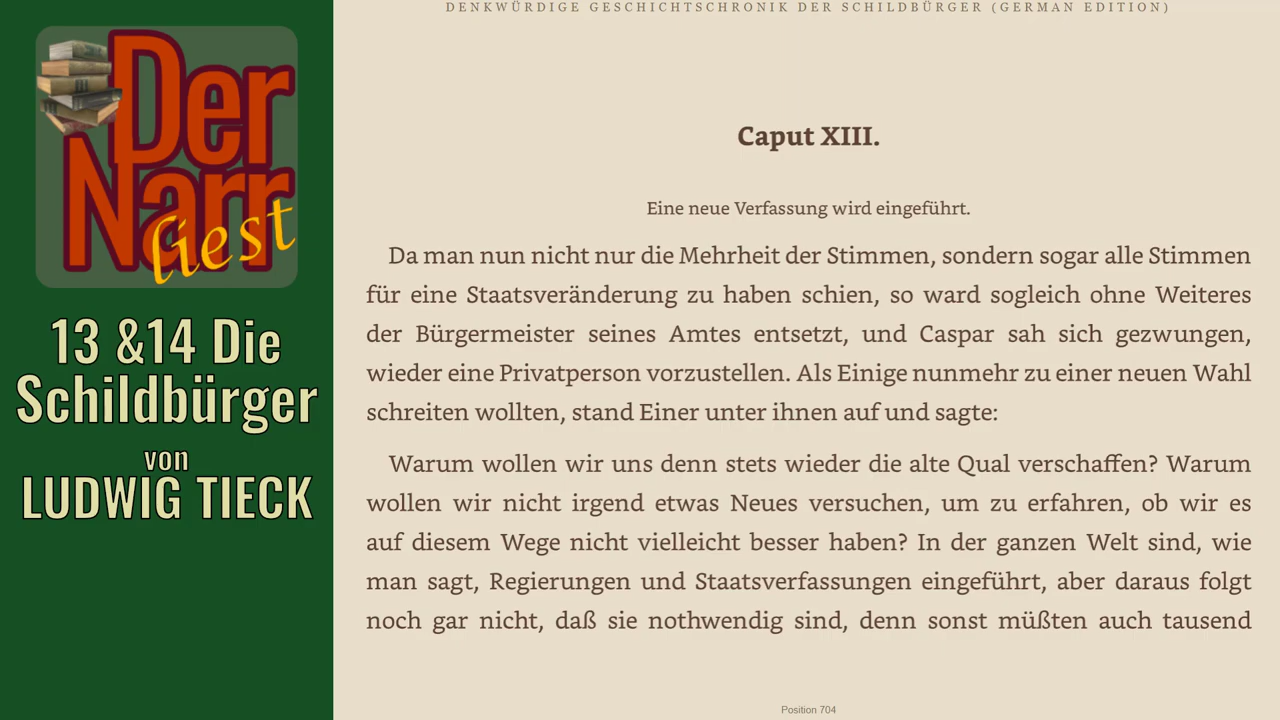 Der
Narr
liest
13 &14 Die
Schildbürger
von
LUDWIG TIECK
DENKWÜRDIGE GESCHICHTSCHRONIK DER SCHILDBÜRGER (GERMAN EDITION)
Caput XIII.
Eine neue Verfassung wird eingeführt.
Da man nun nicht nur die Mehrheit der Stimmen, sondern sogar alle Stimmen
für eine Staatsveränderung zu haben schien, so ward sogleich ohne Weiteres
der Bürgermeister seines Amtes entsetzt, und Caspar sah sich gezwungen,
wieder eine Privatperson vorzustellen. Als Einige nunmehr zu einer neuen Wahl
schreiten wollten, stand Einer unter ihnen auf und sagte:
Warum wollen wir uns denn stets wieder die alte Qual verschaffen? Warum
wollen wir nicht irgend etwas Neues versuchen, um zu erfahren, ob wir es
auf diesem Wege nicht vielleicht besser haben? In der ganzen Welt sind, wie
man sagt, Regierungen und Staatsverfassungen eingeführt, aber daraus folgt
noch gar nicht, daß sie nothwendig sind, denn sonst müßten auch tausend
Position 704